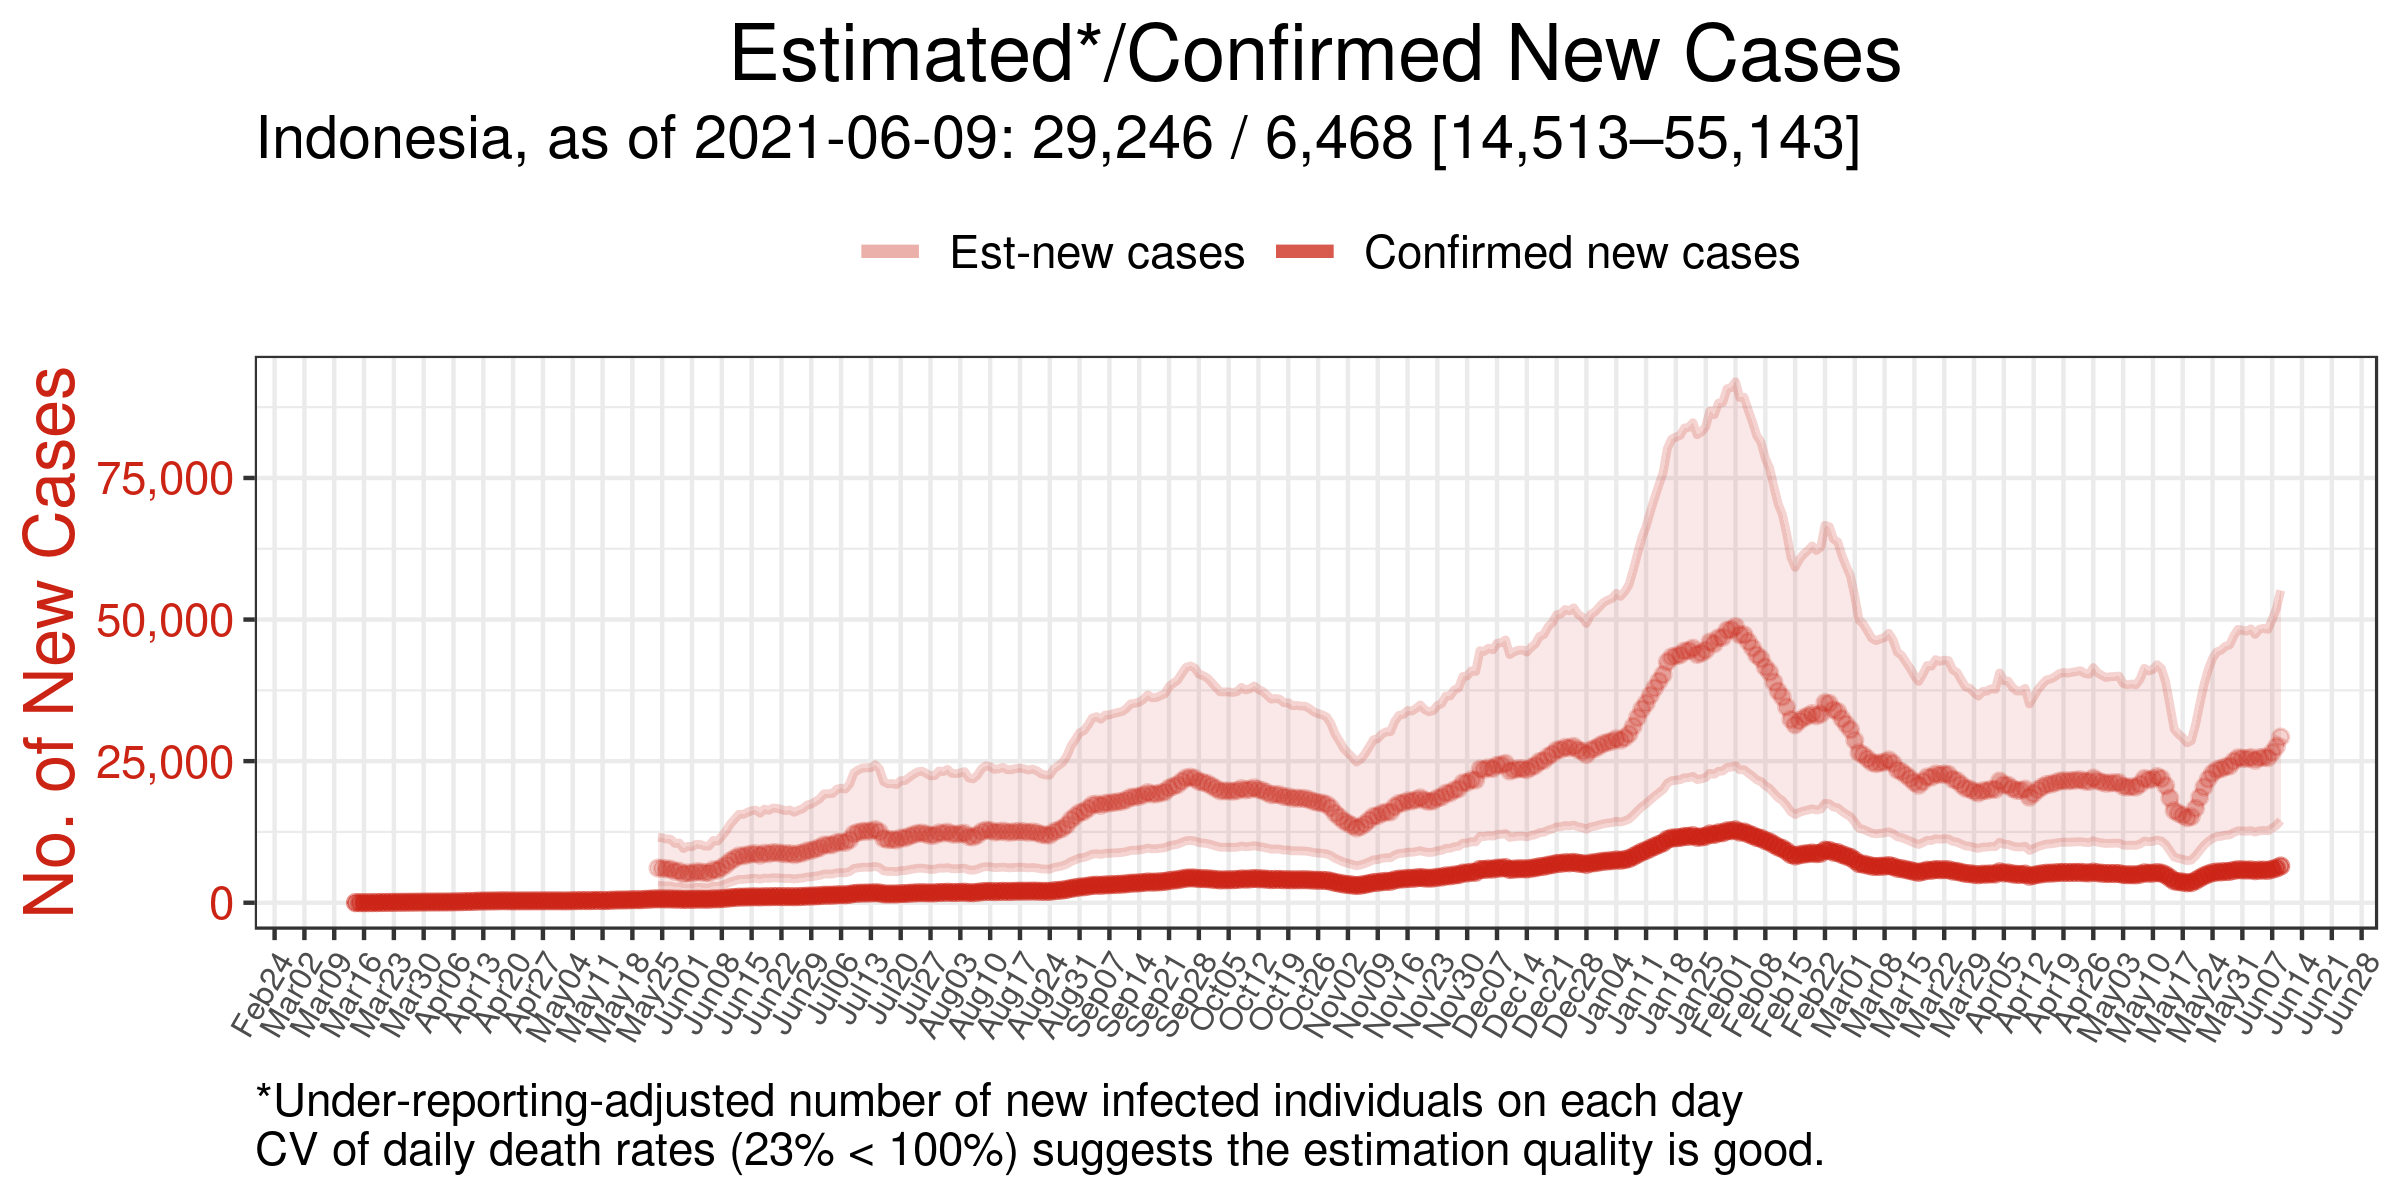 Estimated*/Confirmed New Cases
Indonesia, as of 2021-06-09: 29,246 / 6,468 [14,513–55,143]
Est-new cases
Confirmed new cases
No. of New Cases
75,000
50,000
25,000
0
Feb24
Mar02
Mar09
Mar16
Mar23
Mar30
Apr06
Apr13
Apr20
Apr27
May04
May11
May18
May25
Jun01
Jun08
Jun15
Jun22
Jun29
Jul06
Jul13
Jul20
Jul27
Aug03
Aug10
Aug17
Aug24
Aug31
Sep07
Sep14
Sep21
Sep28
Oct05
Oct12
Oct19
Oct26
Nov02
Nov09
Nov16
Nov23
Nov30
Dec07
Dec14
Dec21
Dec28
Jan04
Jan11
Jan18
Jan25
Feb01
Feb08
Feb15
Feb22
Mar01
Mar08
Mar15
Mar22
Mar29
Apr05
Apr12
Apr19
Apr26
May03
May10
May17
May24
May31
Jun07
Jun14
Jun21
Jun28
*Under-reporting-adjusted number of new infected individuals on each day
CV of daily death rates (23% < 100%) suggests the estimation quality is good.